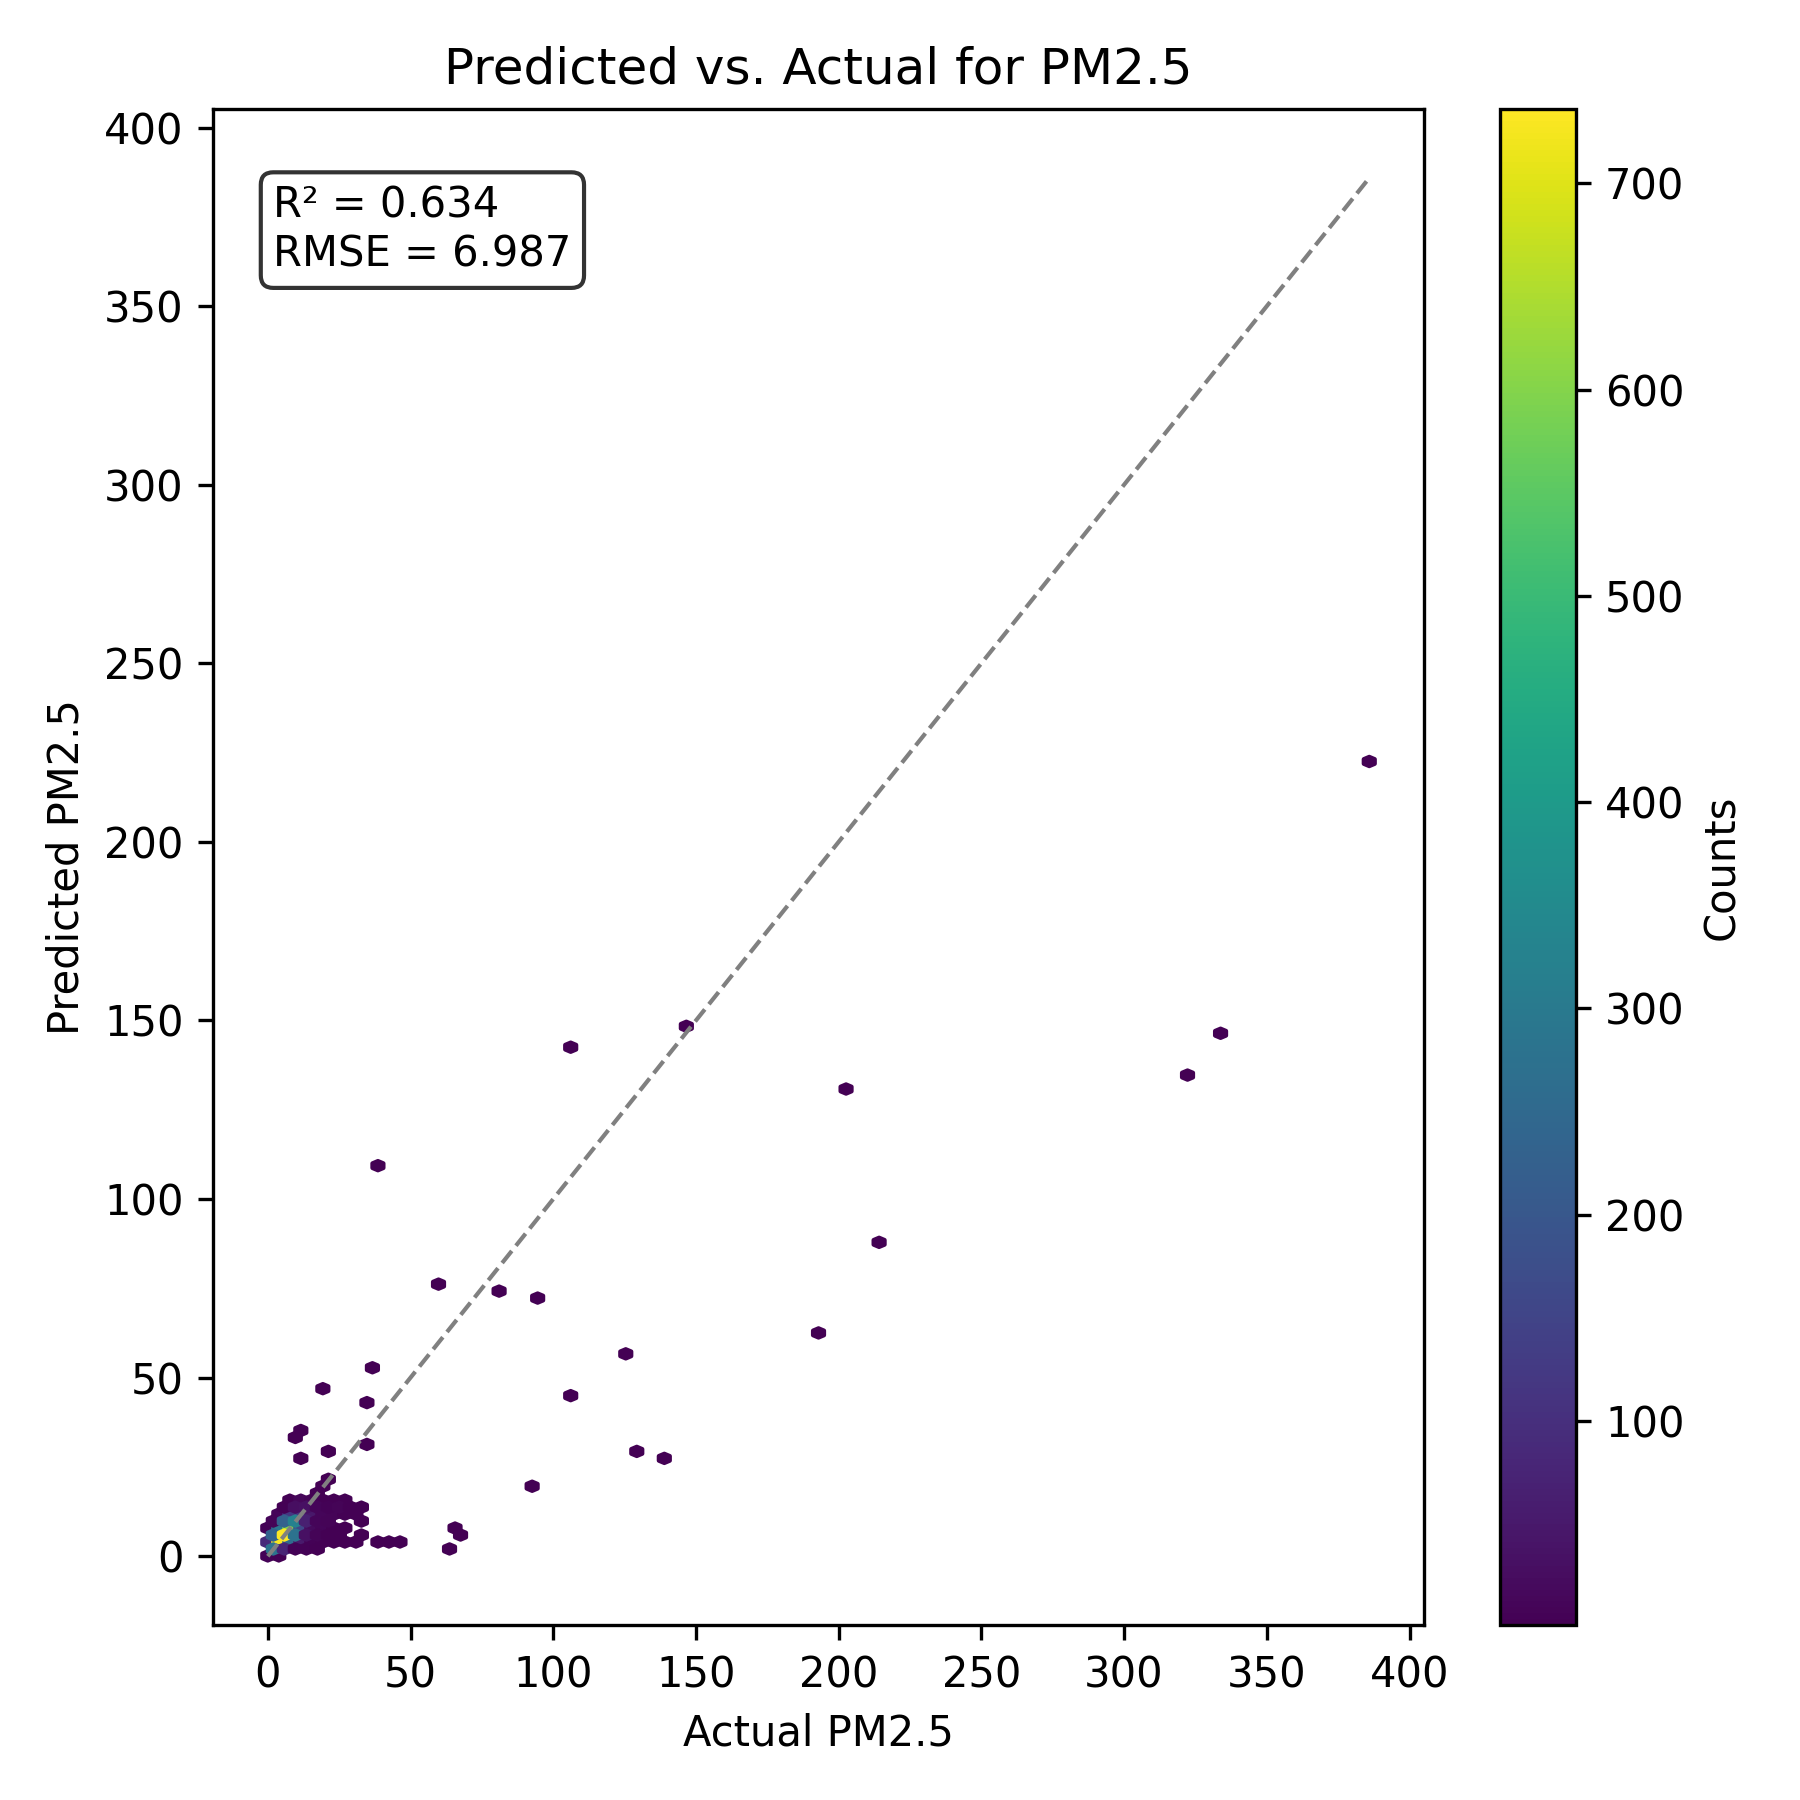 Predicted vs. Actual for PM2.5
R² = 0.634
RMSE = 6.987
400
350
300
250
200
150
100
50
0
Predicted PM2.5
0 50 100 150 200 250 300 350 400
Actual PM2.5
700
600
500
400
300
200
100
Counts